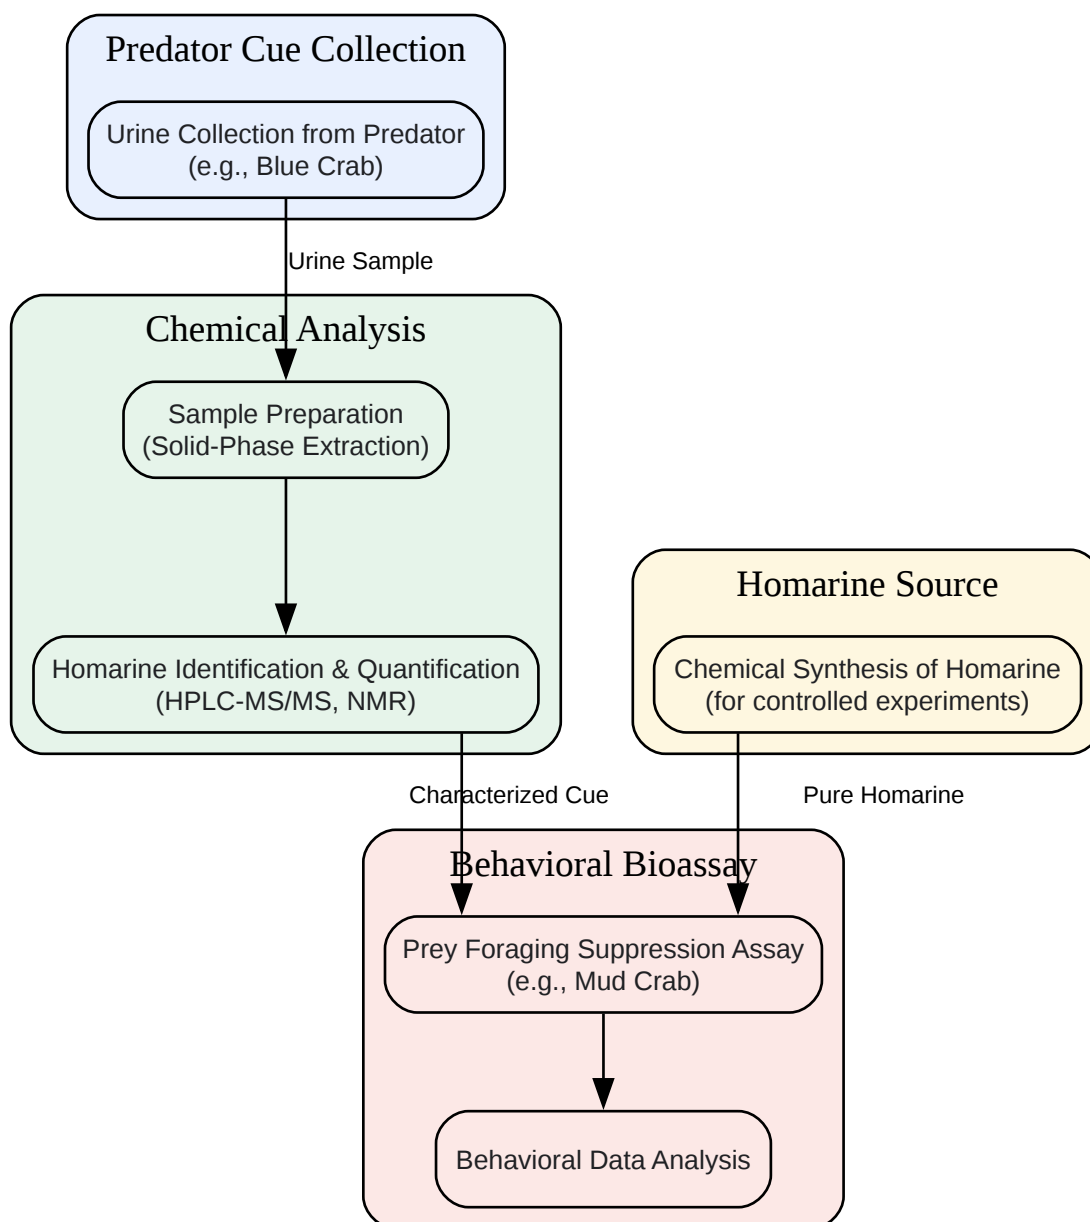 Predator Cue Collection
Urine Collection from Predator
(e.g., Blue Crab)
Urine Sample
Chemical Analysis
Sample Preparation
(Solid-Phase Extraction)
Homarine Identification & Quantification
(HPLC-MS/MS, NMR)
Homarine Source
Chemical Synthesis of Homarine
(for controlled experiments)
Characterized Cue
Pure Homarine
Behavioral Bioassay
Prey Foraging Suppression Assay
(e.g., Mud Crab)
Behavioral Data Analysis